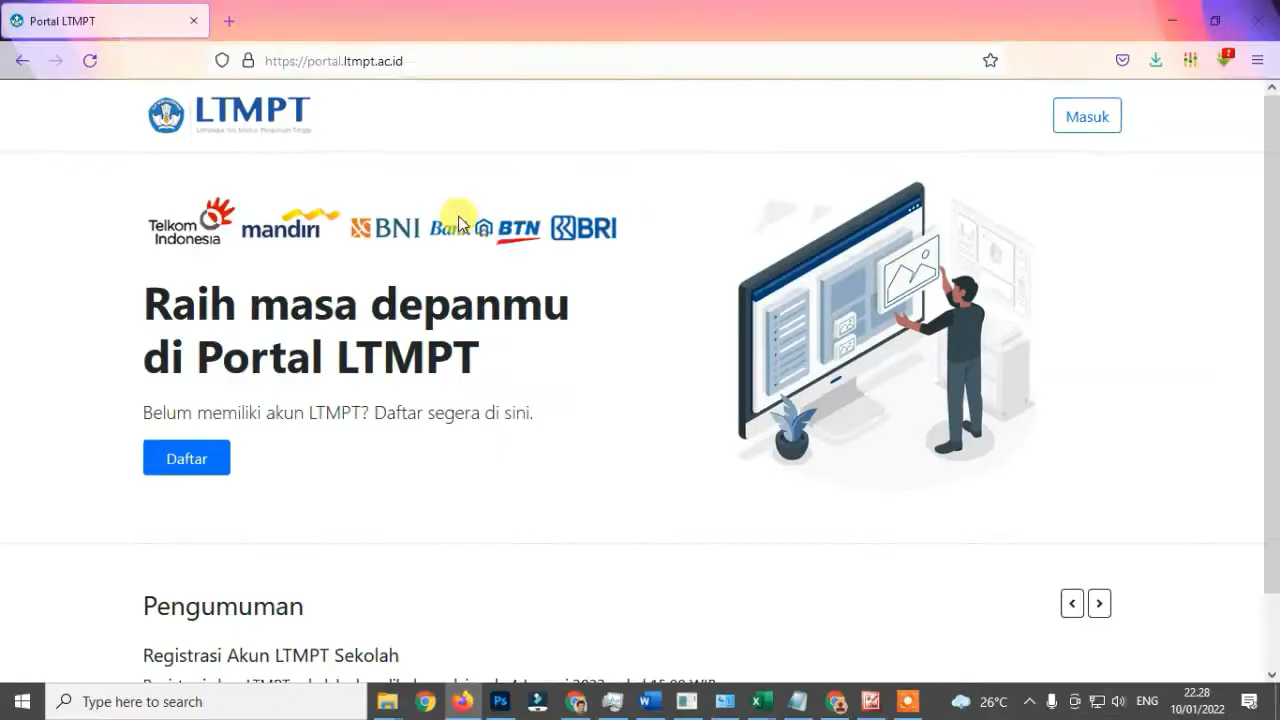 Portal LTMPT
https://portal.ltmpt.ac.id
LTMPT
Masuk
Telkom
Indonesia
mandiri
BNI
BTN
BRI
Raih masa depanmu
di Portal LTMPT
Belum memiliki akun LTMPT? Daftar segera di sini.
Daftar
Pengumuman
Registrasi Akun LTMPT Sekolah
Type here to search
26°C
ENG
22.28
10/01/2022